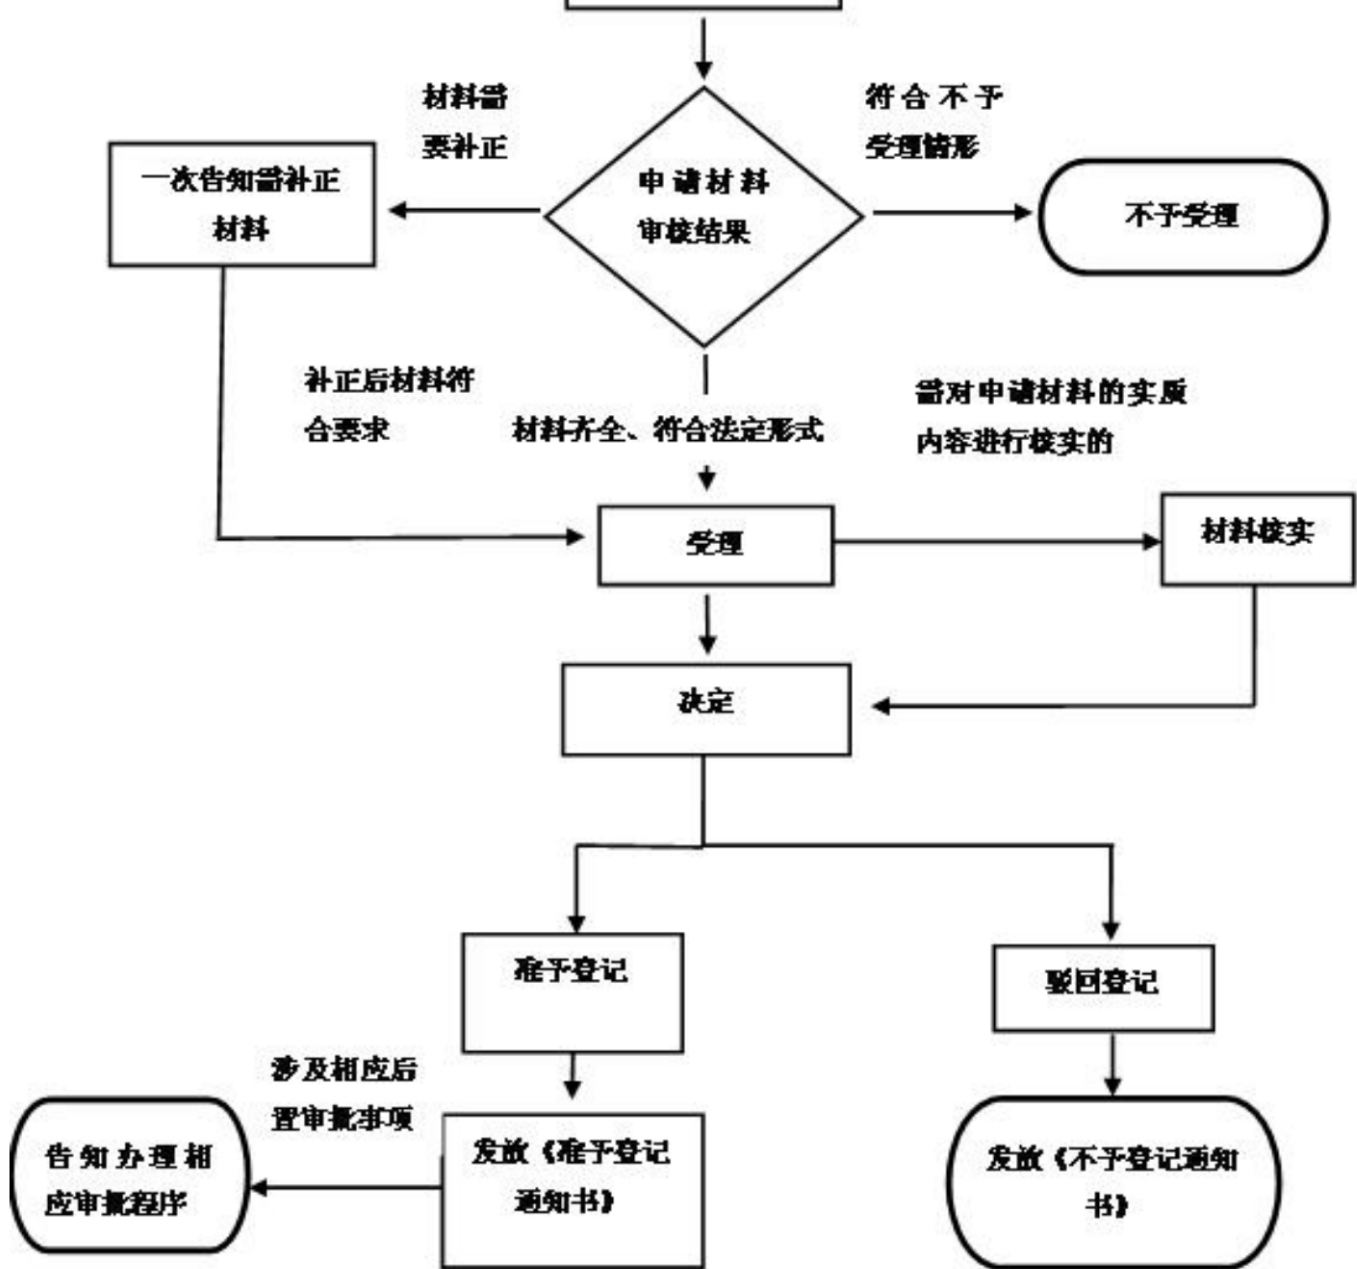 材料需
要补正
符合不予
受理情形
一次告知需补正
材料
申请材料
审核结果
不予受理
补正后材料符
合要求
材料齐全、符合法定形式
需对申请材料的实质
内容进行核实的
受理
材料核实
决定
准予登记
驳回登记
涉及相应后
置审批事项
告知办理相
应审批程序
发放《准予登记
通知书》
发放《不予登记通知
书》